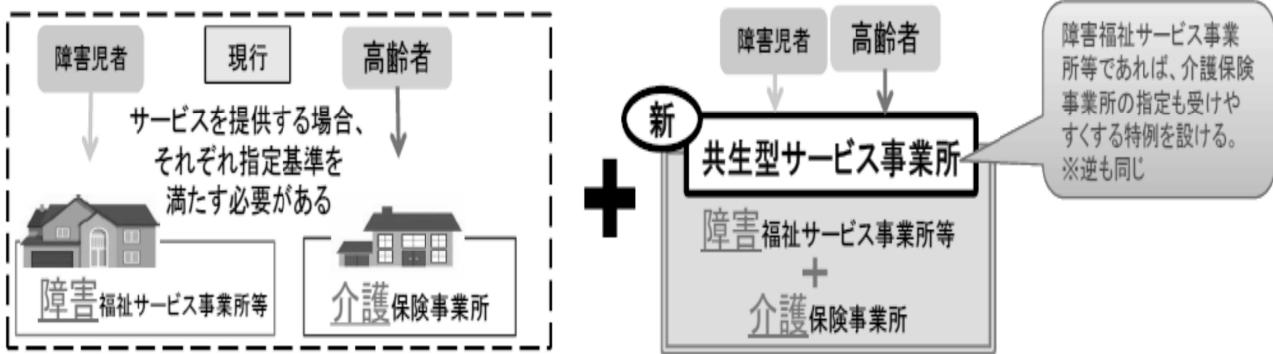 障害児者
現行
高齢者
サービスを提供する場合、
それぞれ指定基準を
満たす必要がある
障害福祉サービス事業所等
介護保険事業所
+
障害児者
高齢者
新
共生型サービス事業所
障害福祉サービス事業所等
+
介護保険事業所
障害福祉サービス事業
所等であれば、介護保険
事業所の指定も受けや
すくする特例を設ける。
※逆も同じ